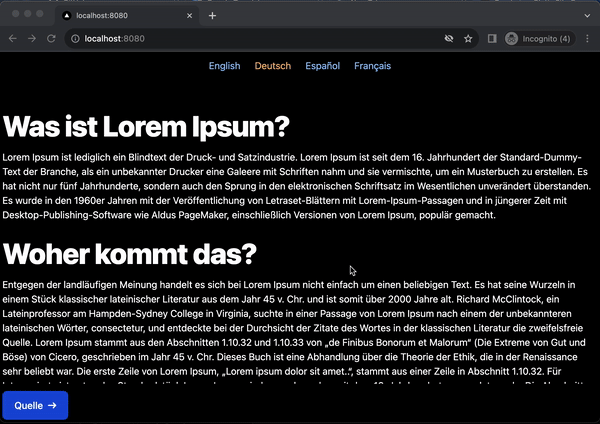 localhost:8080
localhost:8080
Incognito (4)
English Deutsch Español Français
Was ist Lorem Ipsum?
Lorem Ipsum ist lediglich ein Blindtext der Druck- und Satzindustrie. Lorem Ipsum ist seit dem 16. Jahrhundert der Standard-Dummy-
Text der Branche, als ein unbekannter Drucker eine Galeere mit Schriften nahm und sie vermischte, um ein Musterbuch zu erstellen. Es
hat nicht nur fünf Jahrhunderte, sondern auch den Sprung in den elektronischen Schriftsatz im Wesentlichen unverändert überstanden.
Es wurde in den 1960er Jahren mit der Veröffentlichung von Letraset-Blättern mit Lorem-Ipsum-Passagen und in jüngerer Zeit mit
Desktop-Publishing-Software wie Aldus PageMaker, einschließlich Versionen von Lorem Ipsum, populär gemacht.
Woher kommt das?
Entgegen der landläufigen Meinung handelt es sich bei Lorem Ipsum nicht einfach um einen beliebigen Text. Es hat seine Wurzeln in
einem Stück klassischer lateinischer Literatur aus dem Jahr 45 v. Chr. und ist somit über 2000 Jahre alt. Richard McClintock, ein
Lateinprofessor am Hampden-Sydney College in Virginia, suchte in einer Passage von Lorem Ipsum nach einem der unbekannteren
lateinischen Wörter, consectetur, und entdeckte bei der Durchsicht der Zitate des Wortes in der klassischen Literatur die zweifelsfreie
Quelle. Lorem Ipsum stammt aus den Abschnitten 1.10.32 und 1.10.33 von „de Finibus Bonorum et Malorum“ (Die Extreme von Gut und
Böse) von Cicero, geschrieben im Jahr 45 v. Chr. Dieses Buch ist eine Abhandlung über die Theorie der Ethik, die in der Renaissance
sehr beliebt war. Die erste Zeile von Lorem Ipsum, „Lorem ipsum dolor sit amet..“, stammt aus einer Zeile in Abschnitt 1.10.32. Für
Quelle →